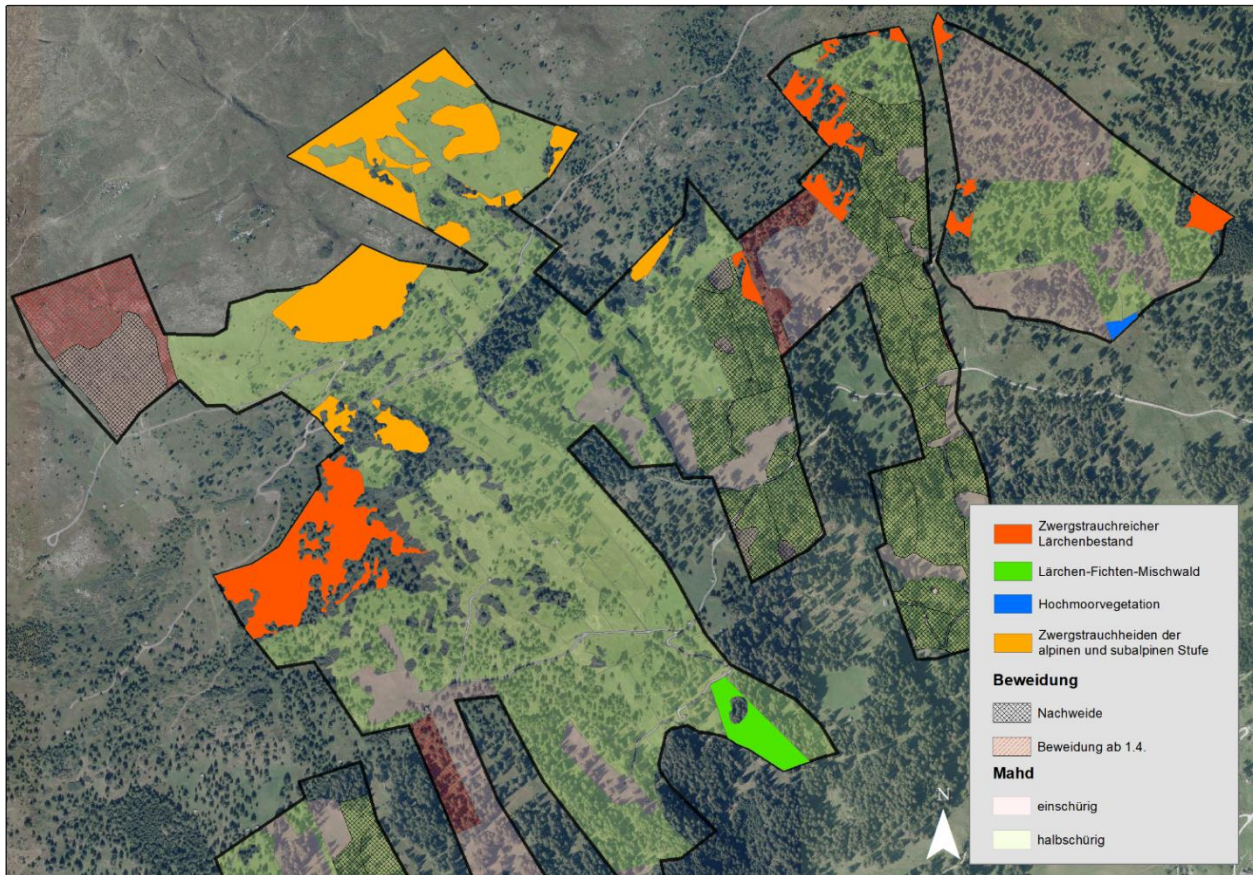 Zwergstrauchreicher
Lärchenbestand
Lärchen-Fichten-Mischwald
Hochmoorvegetation
Zwergstrauchheiden der
alpinen und subalpinen Stufe
Beweidung
Nachweide
Beweidung ab 1.4.
Mahd
einschürig
halbschürig
N